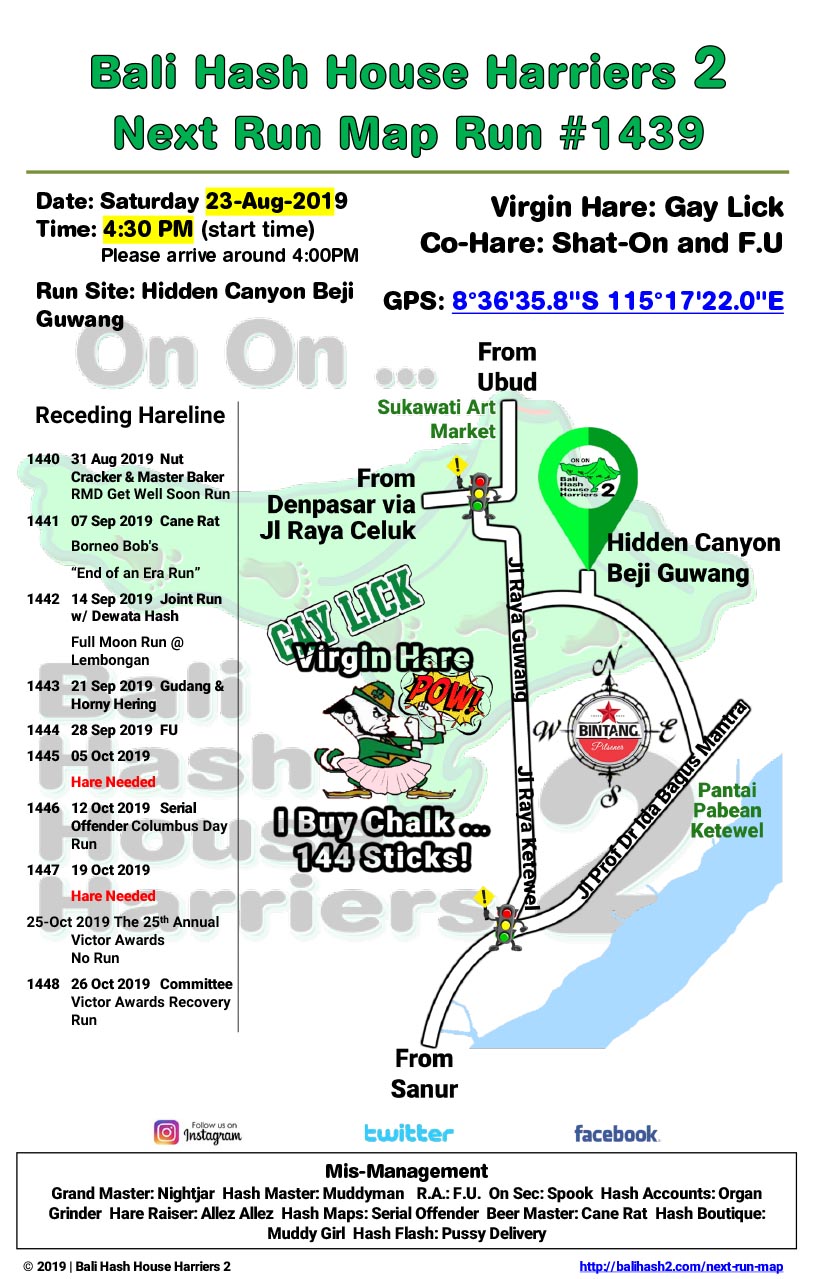 Bali Hash House Harriers 2
Next Run Map Run #1439
Date: Saturday 23-Aug-2019
Time: 4:30 PM (start time)
Please arrive around 4:00PM
Run Site: Hidden Canyon Beji
Guwang
Virgin Hare: Gay Lick
Co-Hare: Shat-On and F.U
GPS: 8°36'35.8"S 115°17'22.0"E
On On ...
Receding Hareline
1440 31 Aug 2019 Nut
Cracker & Master Baker
RMD Get Well Soon Run
1441 07 Sep 2019 Cane Rat
Borneo Bob's
“End of an Era Run”
1442 14 Sep 2019 Joint Run
w/ Dewata Hash
Full Moon Run @
Lembongan
1443 21 Sep 2019 Gudang &
Horny Hering
1444 28 Sep 2019 FU
1445 05 Oct 2019
Hare Needed
1446 12 Oct 2019 Serial
Offender Columbus Day
Run
1447 19 Oct 2019
Hare Needed
25-Oct 2019 The 25th Annual
Victor Awards
No Run
1448 26 Oct 2019 Committee
Victor Awards Recovery
Run
From
Ubud
Sukawati Art
Market
From
Denpasar via
Jl Raya Celuk
ON ON
Bali
Hash
House
Harriers 2
Hidden Canyon
Beji Guwang
Jl Raya Guwang
GAY LICK
Virgin Hare
POW!
I Buy Chalk ...
144 Sticks!
N
W
E
S
BINTANG
Pilsener
Jl Raya Ketewel
Jl Prof Dr Ida Bagus Mantra
Pantai
Pabean
Ketewel
From
Sanur
Bali
Hash
House
Harriers 2
Follow us on
Instagram
twitter
facebook
Mis-Management
Grand Master: Nightjar Hash Master: Muddyman R.A.: F.U. On Sec: Spook Hash Accounts: Organ
Grinder Hare Raiser: Allez Allez Hash Maps: Serial Offender Beer Master: Cane Rat Hash Boutique:
Muddy Girl Hash Flash: Pussy Delivery
© 2019 | Bali Hash House Harriers 2
http://balihash2.com/next-run-map